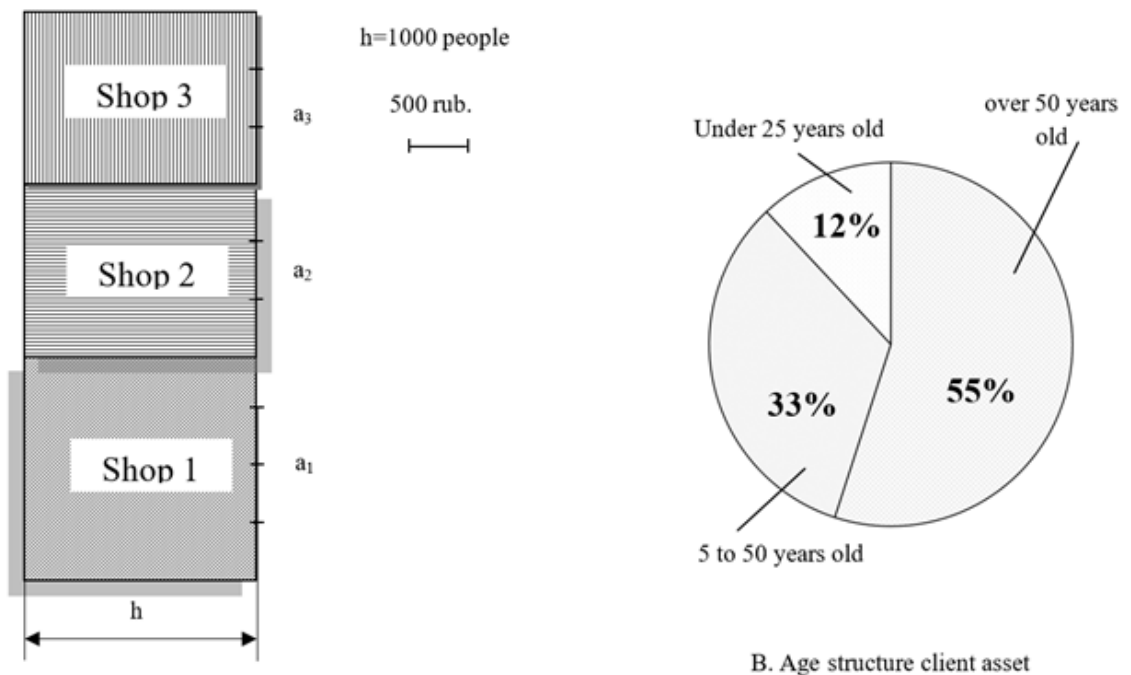 Shop 3
a₃
Shop 2
a₂
Shop 1
a₁
h
h=1000 people
500 rub.
Under 25 years old
over 50 years
old
12%
33%
55%
5 to 50 years old
B. Age structure client asset